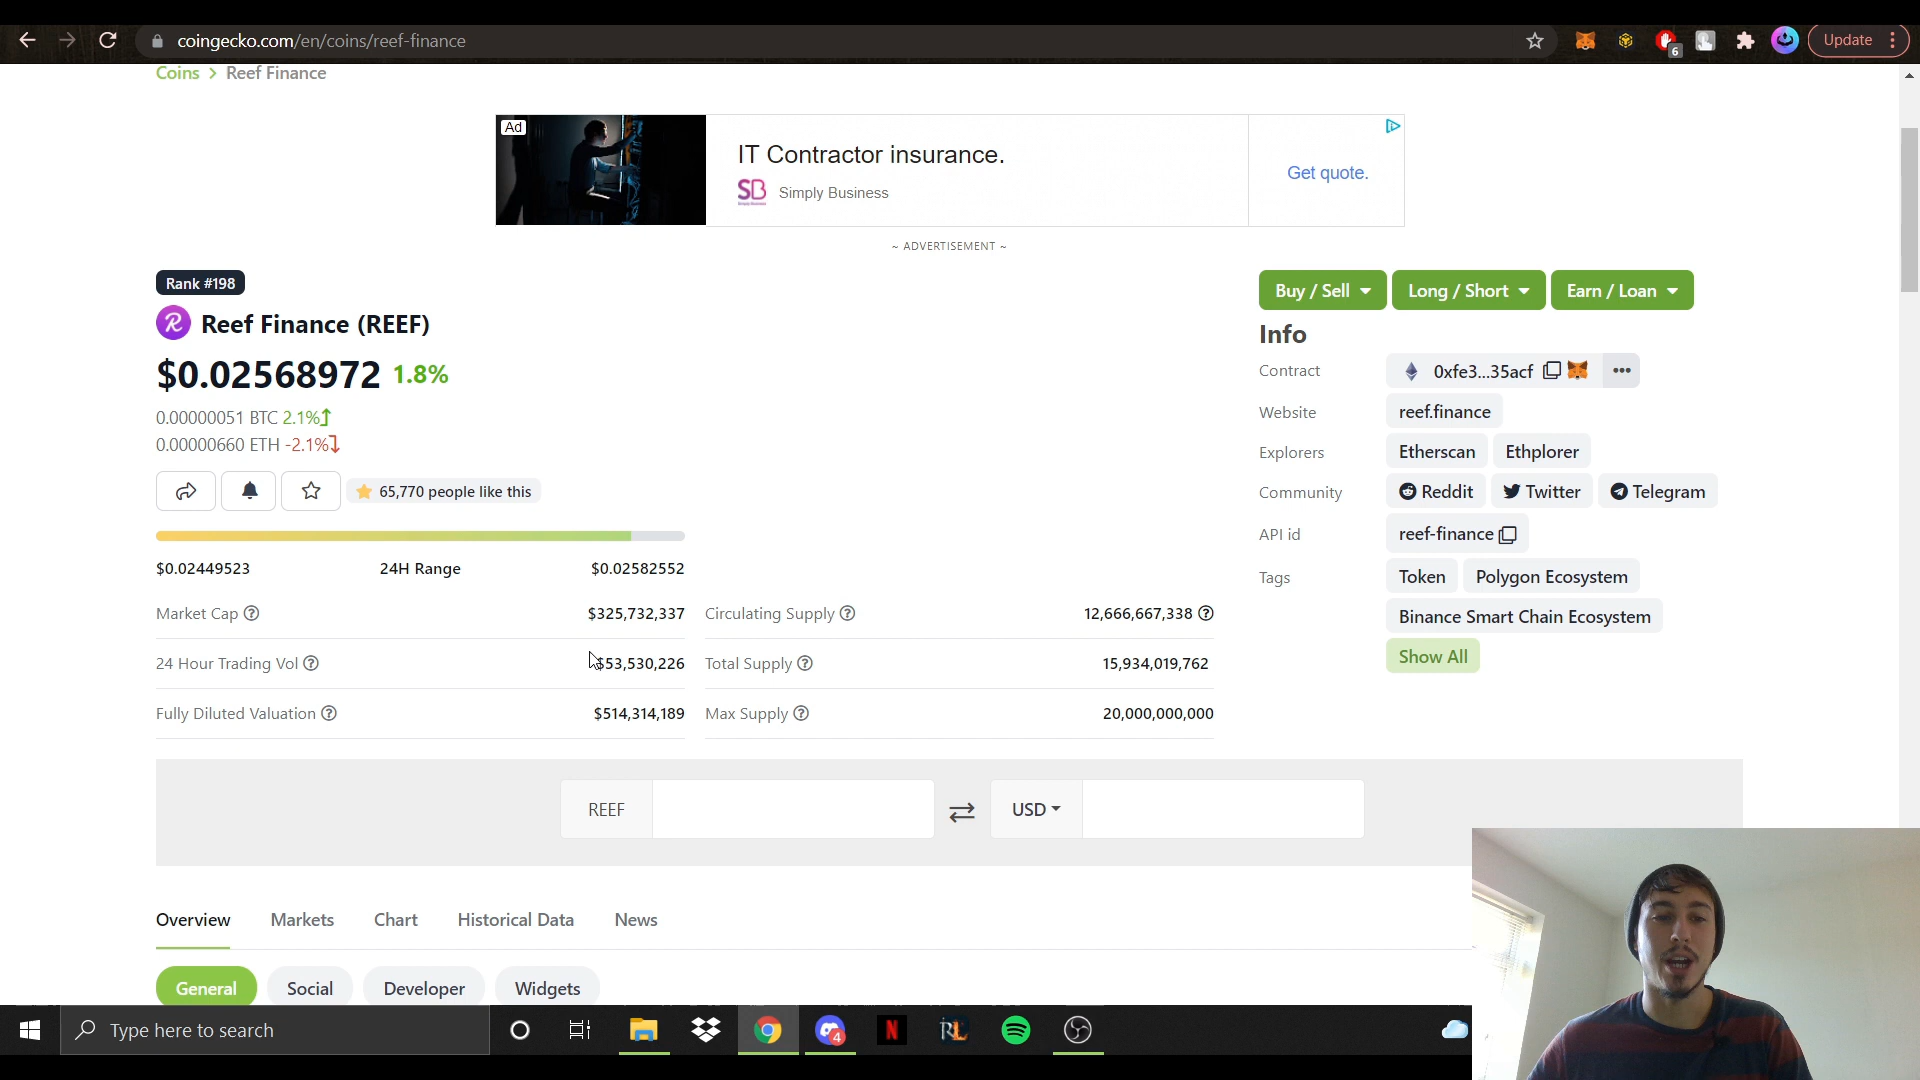 coingecko.com/en/coins/reef-finance
6
Update
Coins > Reef Finance
Ad
IT Contractor insurance.
SB Simply Business
Get quote.
~ ADVERTISEMENT ~
Rank #198
Reef Finance (REEF)
$0.02568972 1.8%
0.00000051 BTC 2.1%
0.00000660 ETH -2.1%
65,770 people like this
$0.02449523 24H Range $0.02582552
Market Cap $325,732,337
24 Hour Trading Vol $53,530,226
Fully Diluted Valuation $514,314,189
Circulating Supply 12,666,667,338
Total Supply 15,934,019,762
Max Supply 20,000,000,000
Buy / Sell Long / Short Earn / Loan
Info
Contract 0xfe3...35acf
Website reef.finance
Explorers Etherscan Ethplorer
Community Reddit Twitter Telegram
API id reef-finance
Tags Token Polygon Ecosystem
Binance Smart Chain Ecosystem
Show All
REEF USD
Overview Markets Chart Historical Data News
General Social Developer Widgets
Type here to search
4
N
RL